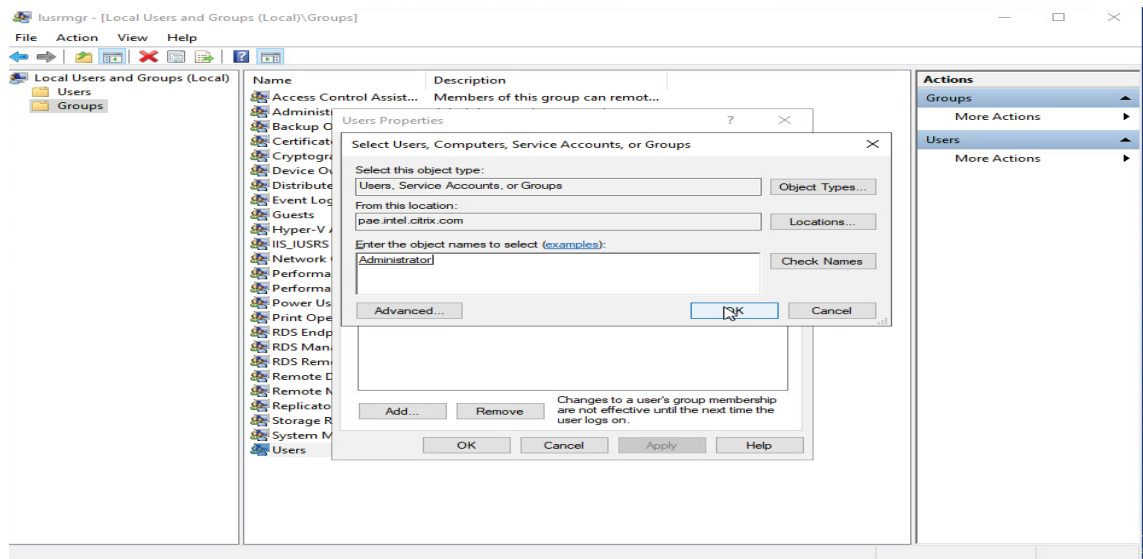 lusrmgr - [Local Users and Groups (Local)\Groups]
File Action View Help
Local Users and Groups (Local)
Users
Groups
Name Description
Access Control Assist... Members of this group can remot...
Administ
Backup O
Certificat
Cryptogra
Device Ow
Distribute
Event Log
Guests
Hyper-V A
IIS_IUSRS
Network
Performa
Performa
Power Us
Print Ope
RDS Endp
RDS Man
RDS Rem
Remote D
Remote M
Replicato
Storage R
System M
Users
Users Properties ?
Select Users, Computers, Service Accounts, or Groups
Select this object type:
Users, Service Accounts, or Groups
Object Types...
From this location:
pae.intel.citrix.com
Locations...
Enter the object names to select (examples):
Administrator
Check Names
Advanced...
OK
Cancel
Add...
Remove
Changes to a user's group membership
are not effective until the next time the
user logs on.
OK Cancel Apply Help
Actions
Groups
More Actions
Users
More Actions